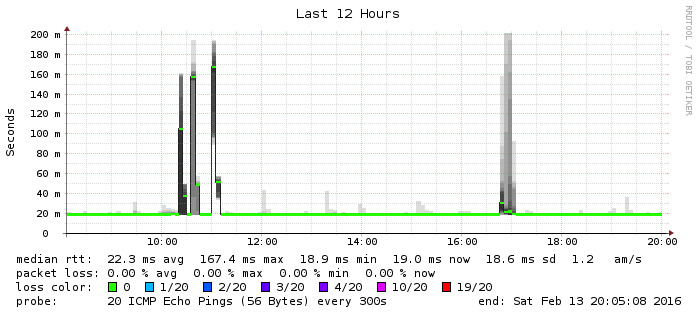 Last 12 Hours
RRDTOOL / TOBI OETIKER
Seconds
200 m
180 m
160 m
140 m
120 m
100 m
80 m
60 m
40 m
20 m
0
10:00 12:00 14:00 16:00 18:00 20:00
median rtt: 22.3 ms avg 167.4 ms max 18.9 ms min 19.0 ms now 18.6 ms sd 1.2 am/s
packet loss: 0.00 % avg 0.00 % max 0.00 % min 0.00 % now
loss color: 0 1/20 2/20 3/20 4/20 10/20 19/20
probe: 20 ICMP Echo Pings (56 Bytes) every 300s end: Sat Feb 13 20:05:08 2016